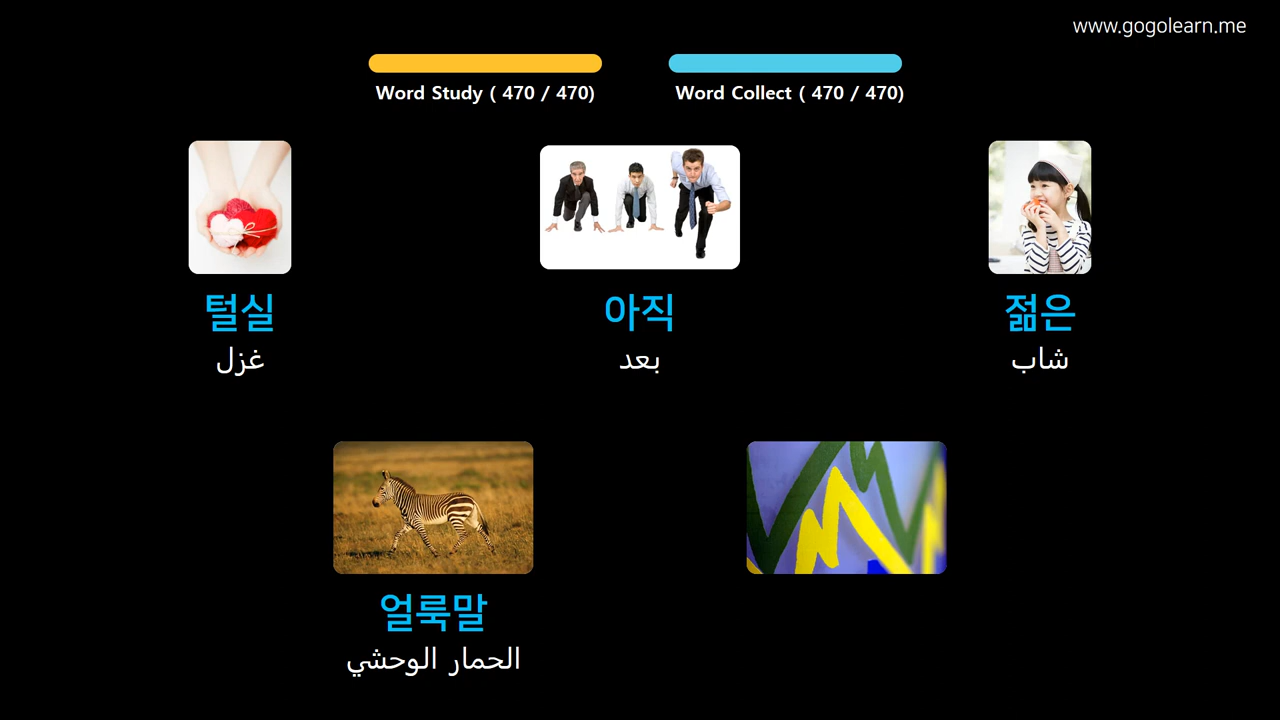 www.gogolearn.me
Word Study ( 470 / 470)
Word Collect ( 470 / 470)
털실
غزل
아직
بعد
젊은
شاب
얼룩말
الحمار الوحشي